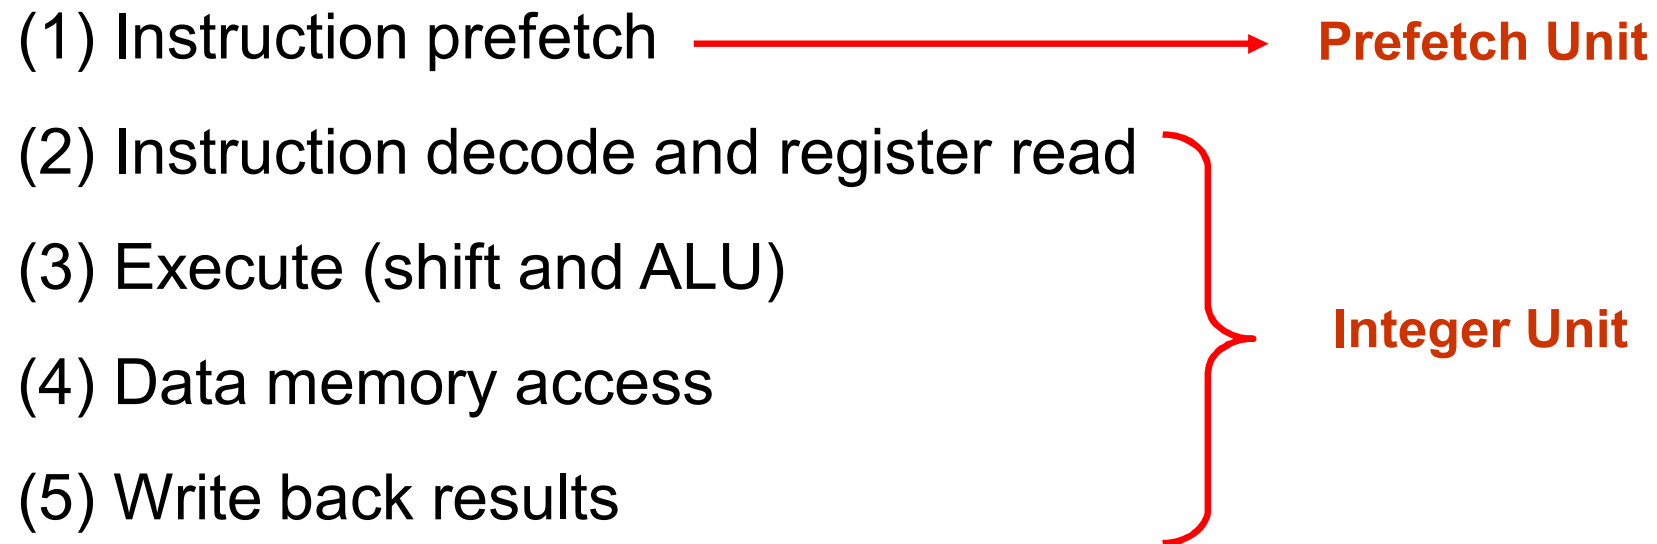 (1) Instruction prefetch Prefetch Unit
(2) Instruction decode and register read
(3) Execute (shift and ALU)
Integer Unit
(4) Data memory access
(5) Write back results